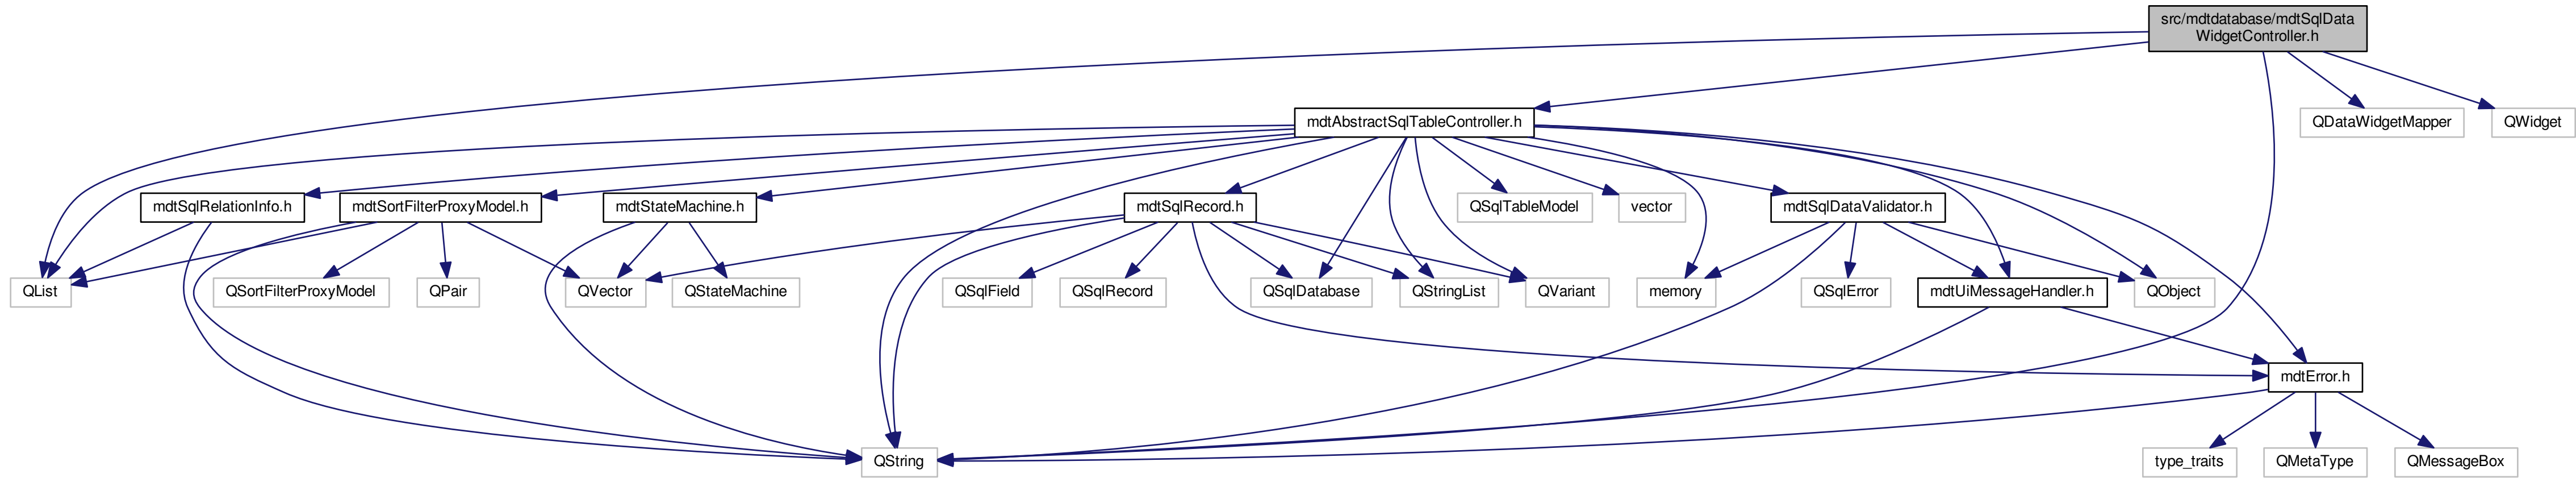 src/mdtdatabase/mdtSqlData
WidgetController.h
mdtAbstractSqlTableController.h
QDataWidgetMapper
QWidget
mdtSqlRelationInfo.h
mdtSortFilterProxyModel.h
mdtStateMachine.h
mdtSqlRecord.h
QSqlTableModel
vector
mdtSqlDataValidator.h
QList
QSortFilterProxyModel
QPair
QVector
QStateMachine
QSqlField
QSqlRecord
QSqlDatabase
QStringList
QVariant
memory
QSqlError
mdtUiMessageHandler.h
QObject
mdtError.h
QString
type_traits
QMetaType
QMessageBox